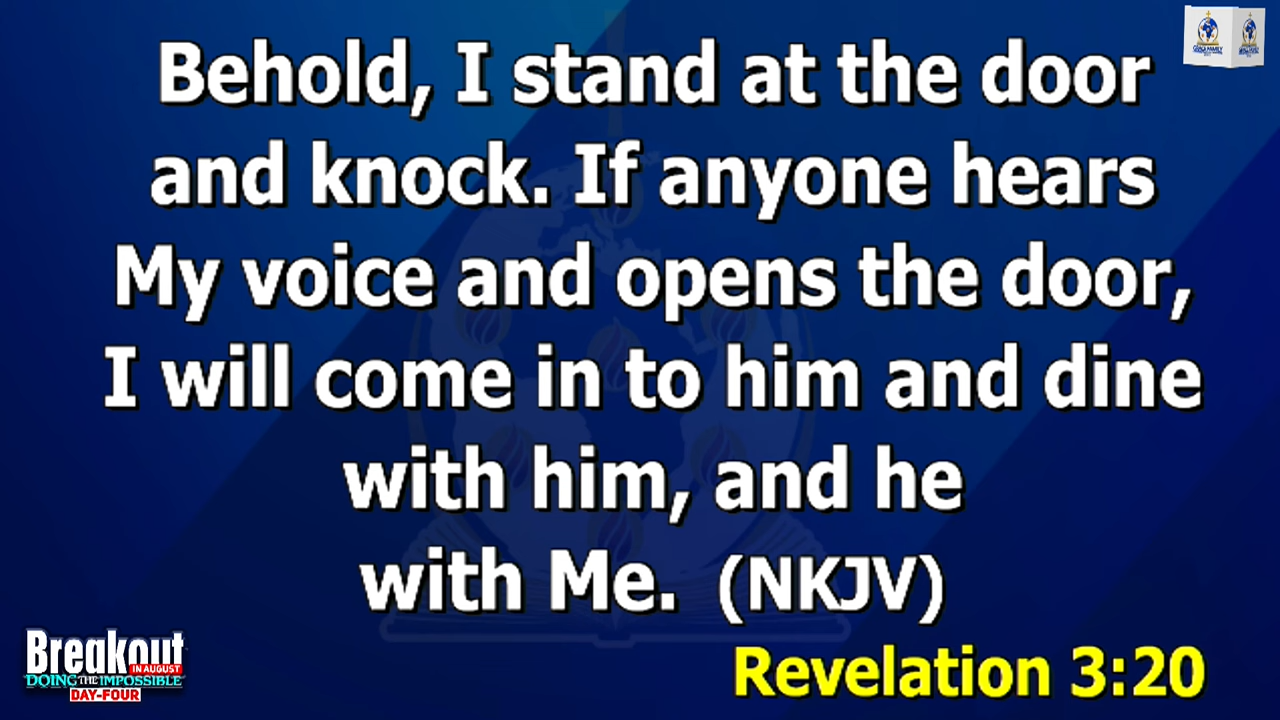 Behold, I stand at the door
and knock. If anyone hears
My voice and opens the door,
I will come in to him and dine
with him, and he
with Me. (NKJV)
Revelation 3:20
Breakout
IN AUGUST
DOING THE IMPOSSIBLE
DAY-FOUR